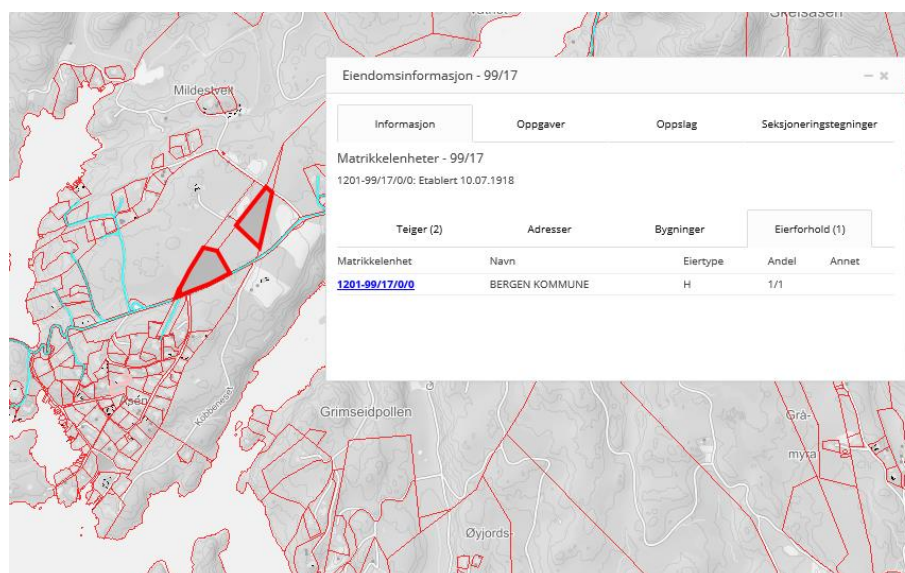 Skeisåsen
Mildestveit
Eiendomsinformasjon - 99/17
Informasjon Oppgaver Oppslag Seksjoneringstegninger
Matrikkelenheter - 99/17
1201-99/17/0/0: Etablert 10.07.1918
Teiger (2) Adresser Bygninger Eierforhold (1)
Matrikkelenhet Navn Eiertype Andel Annet
1201-99/17/0/0 BERGEN KOMMUNE H 1/1
Kobbeneset
Grimseidpollen
Grå-
myra
Øyjords-